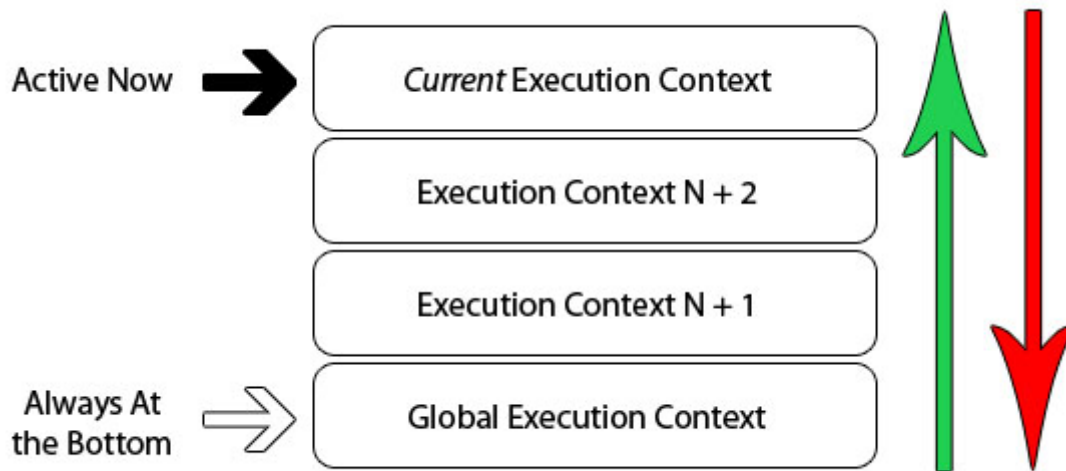 Active Now
Current Execution Context
Execution Context N + 2
Execution Context N + 1
Always At
the Bottom
Global Execution Context